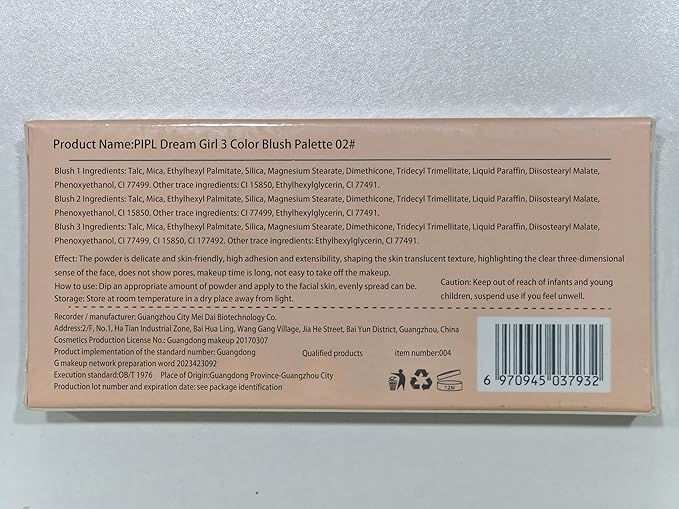 Product Name:PIPL Dream Girl 3 Color Blush Palette 02#
Blush 1 Ingredients: Talc, Mica, Ethylhexyl Palmitate, Silica, Magnesium Stearate, Dimethicone, Tridecyl Trimellitate, Liquid Paraffin, Diisostearyl Malate,
Phenoxyethanol, CI 77499. Other trace ingredients: CI 15850, Ethylhexylglycerin, CI 77491.
Blush 2 Ingredients: Talc, Mica, Ethylhexyl Palmitate, Silica, Magnesium Stearate, Dimethicone, Tridecyl Trimellitate, Liquid Paraffin, Diisostearyl Malate,
Phenoxyethanol, CI 15850. Other trace ingredients: CI 77499, Ethylhexylglycerin, CI 77491.
Blush 3 Ingredients: Talc, Mica, Ethylhexyl Palmitate, Silica, Magnesium Stearate, Dimethicone, Tridecyl Trimellitate, Liquid Paraffin, Diisostearyl Malate,
Phenoxyethanol, CI 77499, CI 15850, CI 177492. Other trace ingredients: Ethylhexylglycerin, CI 77491.
Effect: The powder is delicate and skin-friendly, high adhesion and extensibility, shaping the skin translucent texture, highlighting the clear three-dimensional
sense of the face, does not show pores, makeup time is long, not easy to take off the makeup.
How to use: Dip an appropriate amount of powder and apply to the facial skin, evenly spread can be.
Storage: Store at room temperature in a dry place away from light.
Caution: Keep out of reach of infants and young
children, suspend use if you feel unwell.
Recorder / manufacturer: Guangzhou City Mei Dai Biotechnology Co.
Address:2/F, No.1, Ha Tian Industrial Zone, Bai Hua Ling, Wang Gang Village, Jia He Street, Bai Yun District, Guangzhou, China
Cosmetics Production License No.: Guangdong makeup 20170307
Product implementation of the standard number: Guangdong
Qualified products
item number:004
G makeup network preparation word 2023423092
Execution standard:OB/T 1976 Place of Origin:Guangdong Province-Guangzhou City
Production lot number and expiration date: see package identification
12M
6 970945 037932